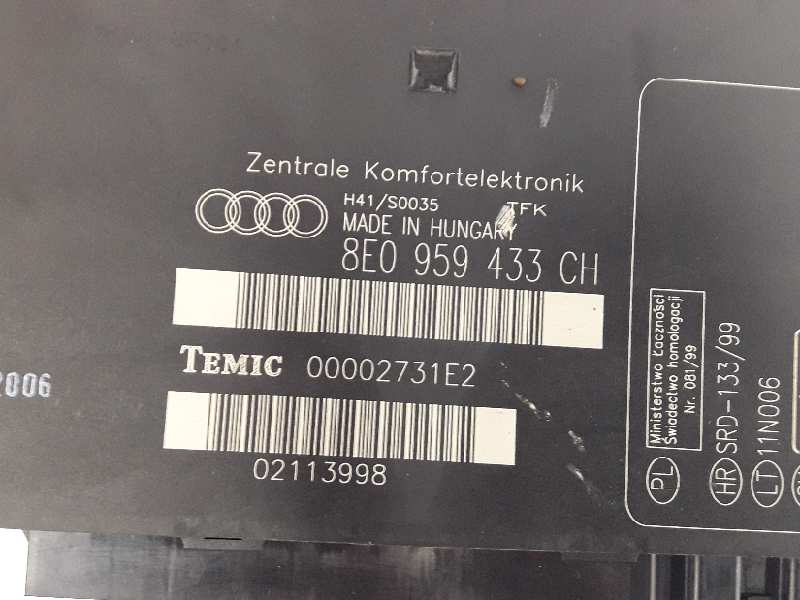 Zentrale Komfortelektronik
H41/S0035 TFK
MADE IN HUNGARY
8E0 959 433 CH
TEMIC 00002731E2
02113998
2006
PL
Ministerstwo Łaczności
Świadectwo homologacji
Nr. 081/99
HR SRD-133/99
LT 11N006